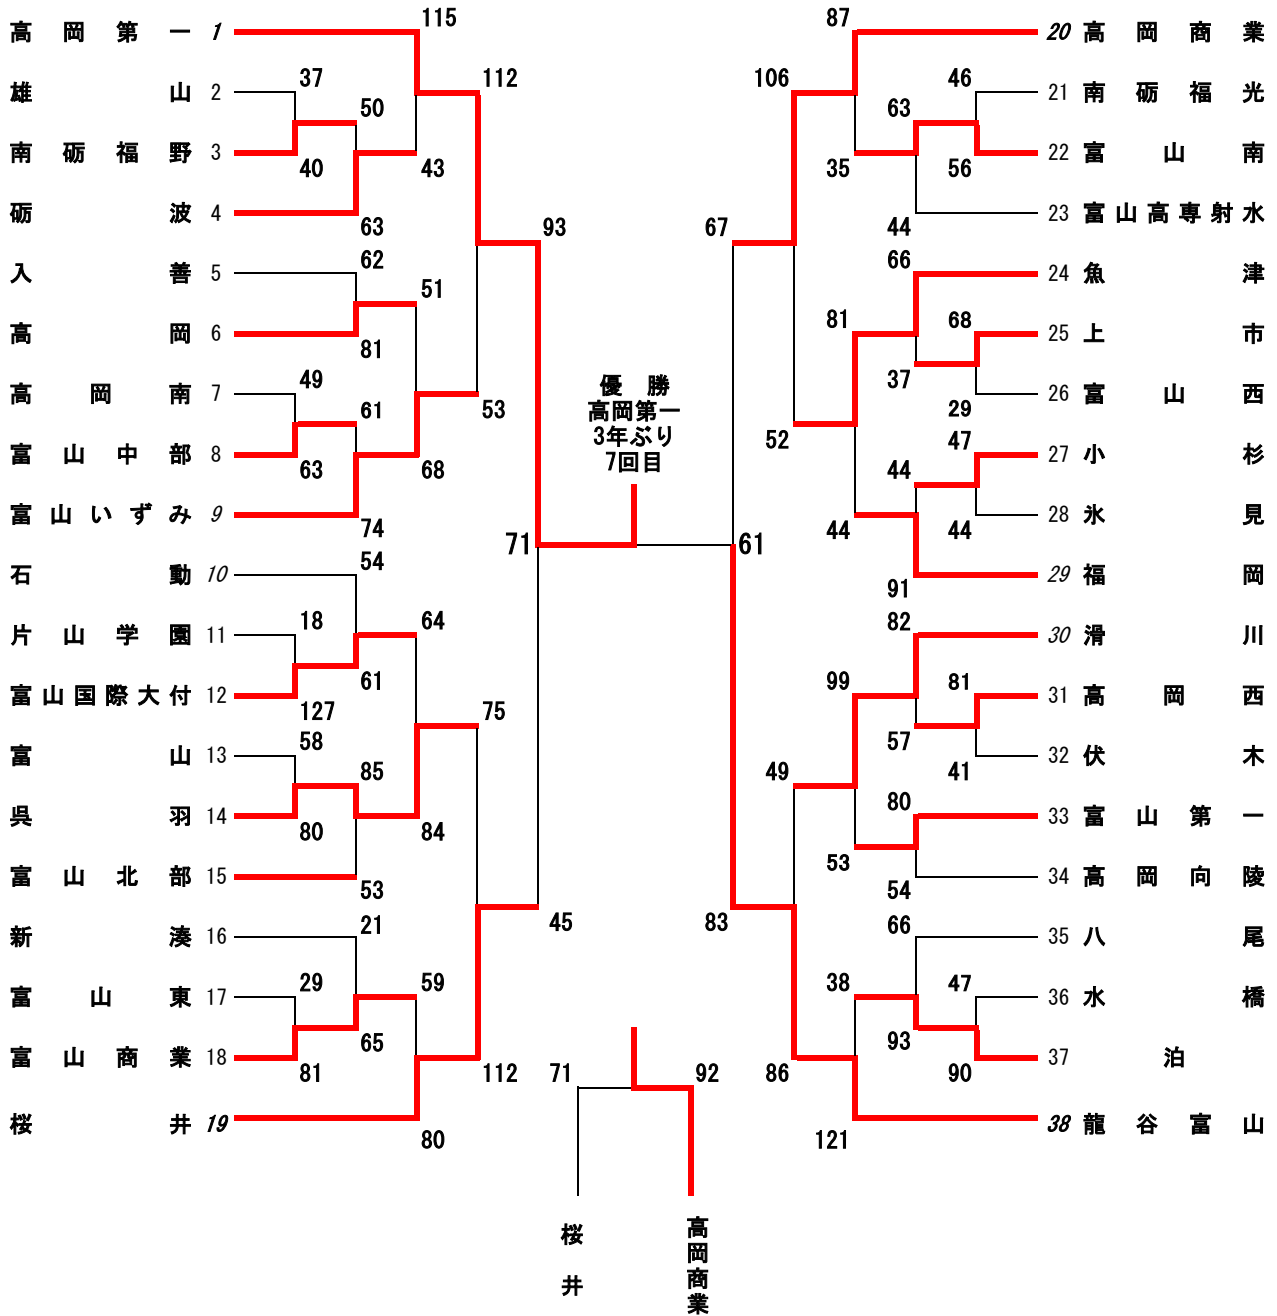 高岡第一 1
雄山 2
南砺福野 3
砺波 4
入善 5
高岡 6
高岡南 7
富山中部 8
富山いずみ 9
石動 10
片山学園 11
富山国際大付 12
富山 13
呉羽 14
富山北部 15
新湊 16
富山東 17
富山商業 18
桜井 19
37
40
49
63
18
127
58
80
29
81
50
63
62
81
61
74
54
61
85
53
21
65
115
43
51
68
64
84
59
80
112
53
75
112
93
45
71
優勝
高岡第一
3年ぶり
7回目
61
67
83
106
52
49
86
87
35
81
44
99
53
38
121
63
44
66
37
44
91
82
57
80
54
66
93
46
56
68
29
47
44
81
41
47
90
20 高岡商業
21 南砺福光
22 富山南
23 富山高専射水
24 魚津
25 上市
26 富山西
27 小杉
28 氷見
29 福岡
30 滑川
31 高岡西
32 伏木
33 富山第一
34 高岡向陵
35 八尾
36 水橋
37 泊
38 龍谷富山
71
92
桜井
高岡商業